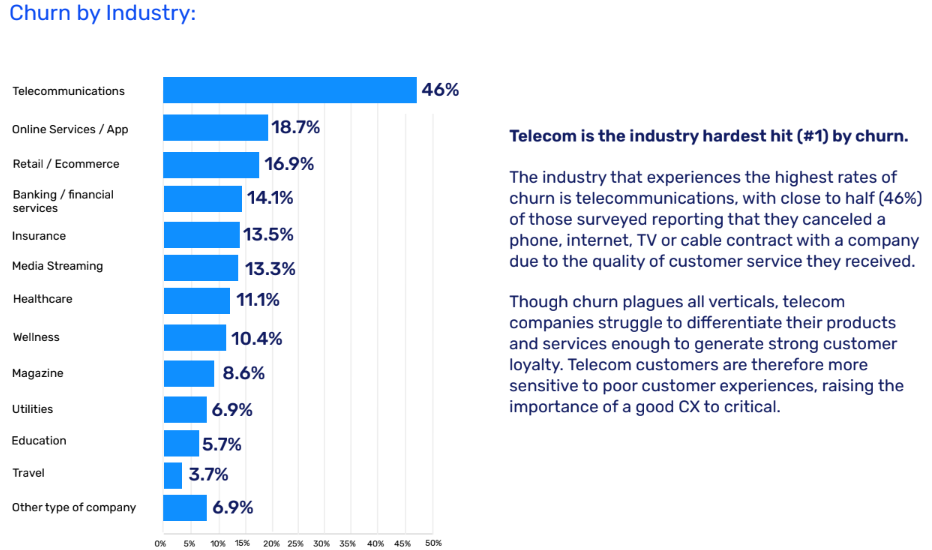 Churn by Industry:
Telecommunications 46%
Online Services / App 18.7%
Retail / Ecommerce 16.9%
Banking / financial
services 14.1%
Insurance 13.5%
Media Streaming 13.3%
Healthcare 11.1%
Wellness 10.4%
Magazine 8.6%
Utilities 6.9%
Education 5.7%
Travel 3.7%
Other type of company 6.9%
0% 5% 10% 15% 20% 25% 30% 35% 40% 45% 50%
Telecom is the industry hardest hit (#1) by churn.
The industry that experiences the highest rates of
churn is telecommunications, with close to half (46%)
of those surveyed reporting that they canceled a
phone, internet, TV or cable contract with a company
due to the quality of customer service they received.
Though churn plagues all verticals, telecom
companies struggle to differentiate their products
and services enough to generate strong customer
loyalty. Telecom customers are therefore more
sensitive to poor customer experiences, raising the
importance of a good CX to critical.